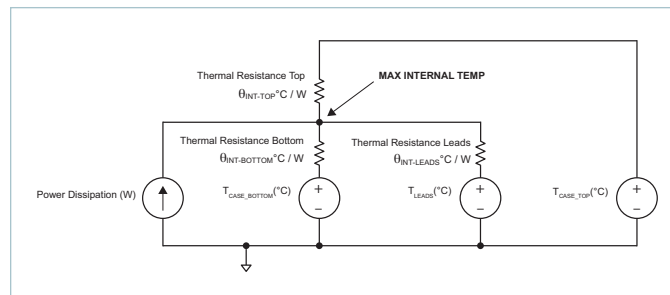 Thermal Resistance Top
θINT-TOP°C / W
MAX INTERNAL TEMP
Thermal Resistance Bottom
θINT-BOTTOM°C / W
Thermal Resistance Leads
θINT-LEADS°C / W
Power Dissipation (W)
TCASE_BOTTOM(°C)
+
–
TLEADS(°C)
+
–
TCASE_TOP(°C)
+
–